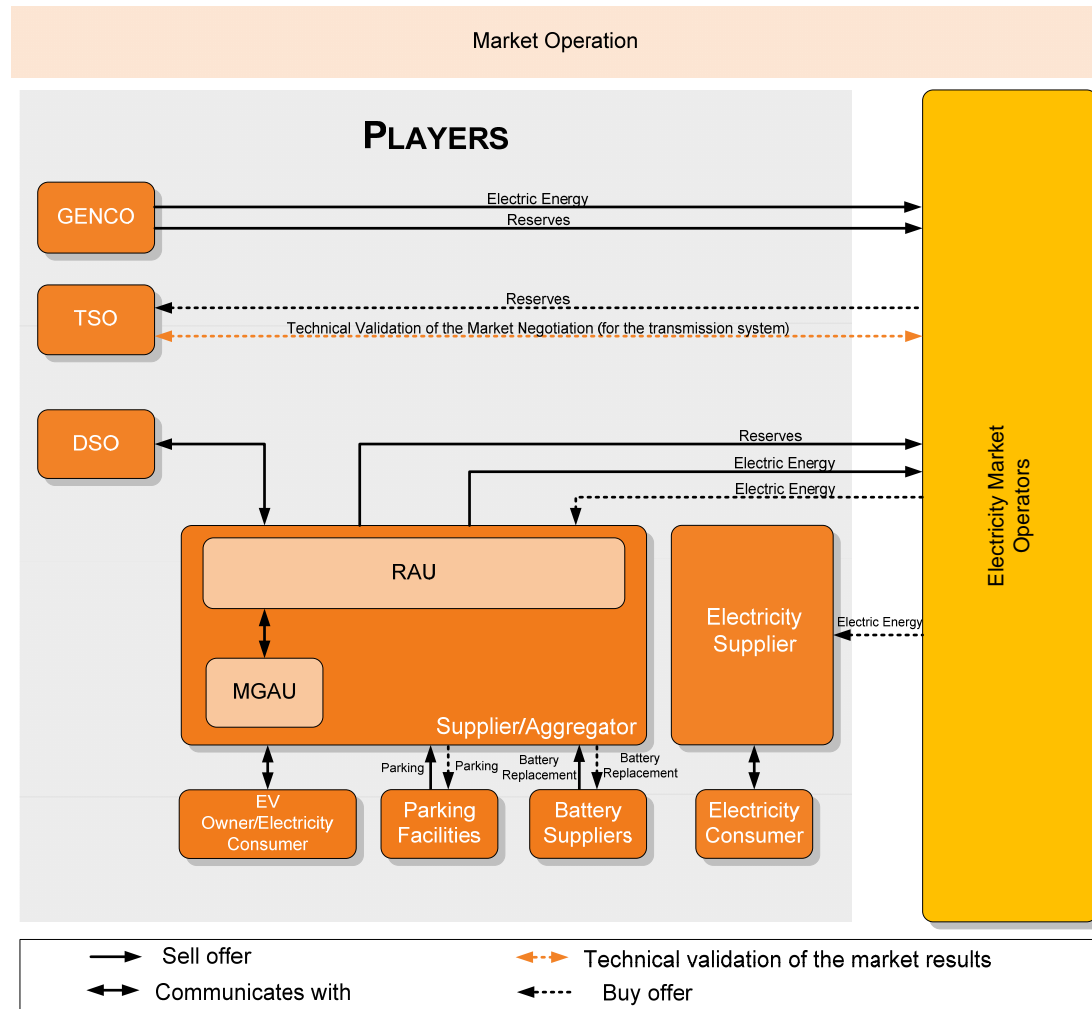 Market Operation
PLAYERS
GENCO
Electric Energy
Reserves
TSO
Reserves
Technical Validation of the Market Negotiation (for the transmission system)
DSO
Reserves
Electric Energy
Electric Energy
Electricity Market
Operators
RAU
MGAU
Supplier/Aggregator
Electricity
Supplier
Electric Energy
Parking
Parking
Battery
Replacement
Battery
Replacement
EV
Owner/Electricity
Consumer
Parking
Facilities
Battery
Suppliers
Electricity
Consumer
Sell offer
Technical validation of the market results
Communicates with
Buy offer